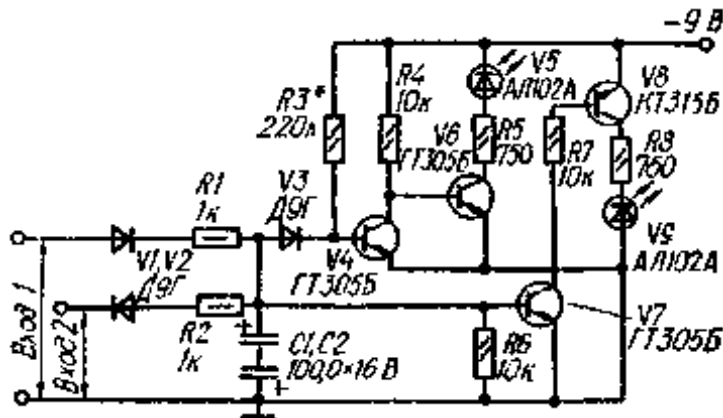 -9 В
R3*
220к
R4
10к
V5
АЛ102А
V6
ГТ305Б
R5
750
V8
КТ315Б
R7
10к
R8
750
V9
АЛ102А
R1
1к
V3
Д9Г
V4
ГТ305Б
V1,V2
Д9Г
R2
1к
C1,C2
100,0×16 В
R6
10к
V7
ГТ305Б
Вход 1
Вход 2